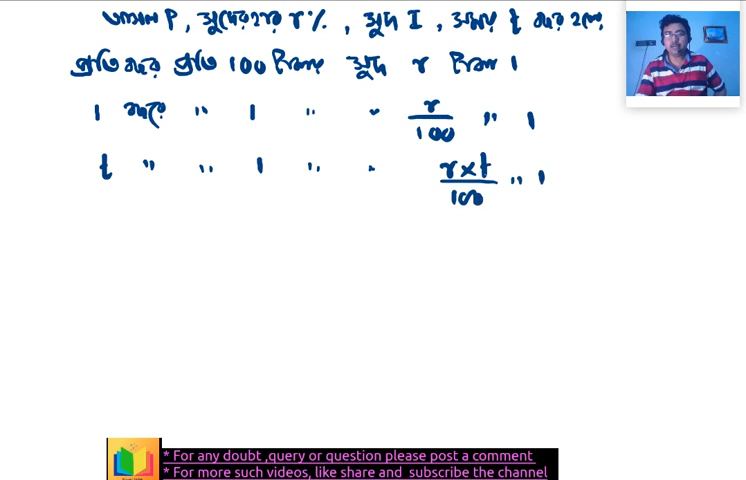 আসল P, সুদের হার r%, সুদ I, সময় t বছর হলে,
প্রতি বছর প্রতি 100 টাকায় সুদ r টাকা।
1 বছরে " 1 " " r/100 " ।
t " " 1 " " r×t/100 " ।
* For any doubt ,query or question please post a comment
* For more such videos, like share and subscribe the channel